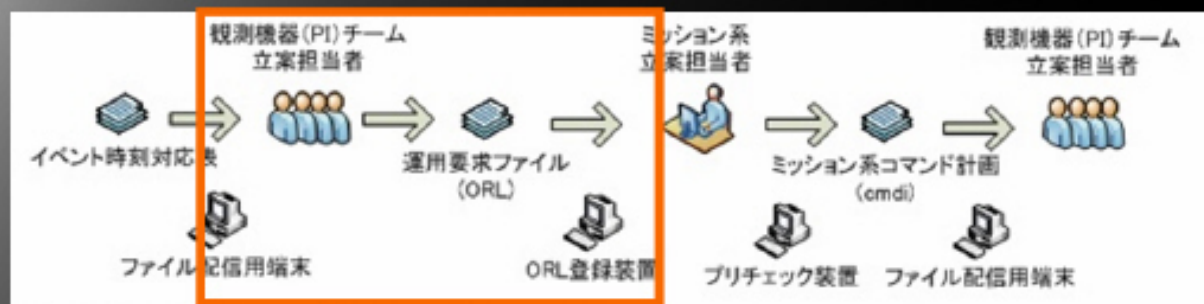 観測機器(PI)チーム
立案担当者
ミッション系
立案担当者
観測機器(PI)チーム
立案担当者
イベント時刻対応表
運用要求ファイル
(ORL)
ミッション系コマンド計画
(cmdi)
ファイル配信用端末
ORL登録装置
プリチェック装置
ファイル配信用端末